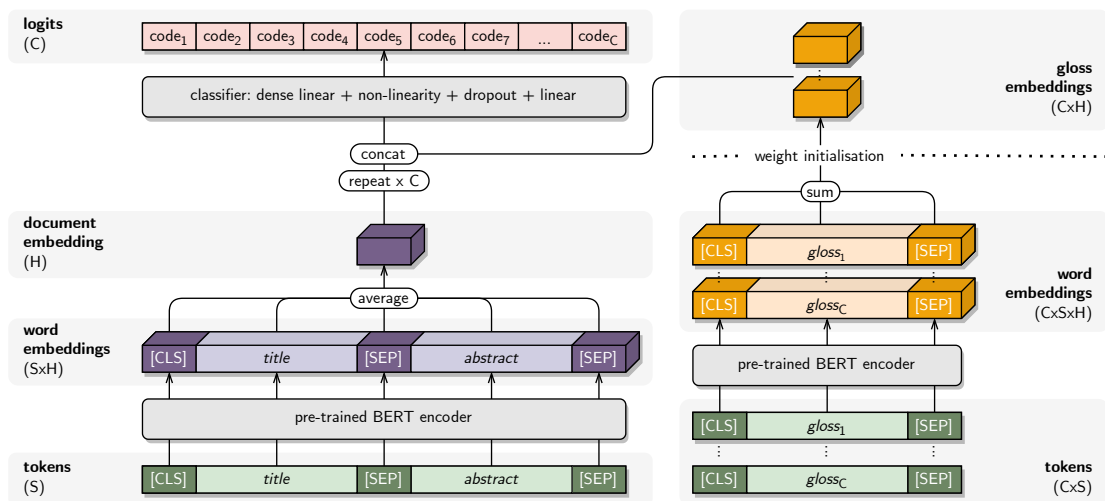 logits
(C)
code1 code2 code3 code4 code5 code6 code7 ... codeC
classifier: dense linear + non-linearity + dropout + linear
concat
repeat x C
document
embedding
(H)
average
word
embeddings
(SxH)
[CLS] title [SEP] abstract [SEP]
pre-trained BERT encoder
tokens
(S)
[CLS] title [SEP] abstract [SEP]
gloss
embeddings
(CxH)
weight initialisation
sum
[CLS] gloss1 [SEP]
[CLS] glossC [SEP]
word
embeddings
(CxSxH)
pre-trained BERT encoder
[CLS] gloss1 [SEP]
[CLS] glossC [SEP]
tokens
(CxS)